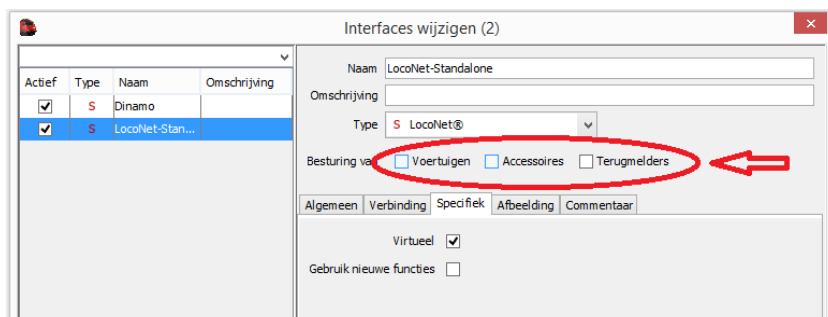 Interfaces wijzigen (2)
Actief Type Naam Omschrijving
S Dinamo
S LocoNet-Stan...
Naam LocoNet-Standalone
Omschrijving
Type S LocoNet®
Besturing va Voertuigen Accessoires Terugmelders
Algemeen Verbinding Specifiek Afbeelding Commentaar
Virtueel
Gebruik nieuwe functies